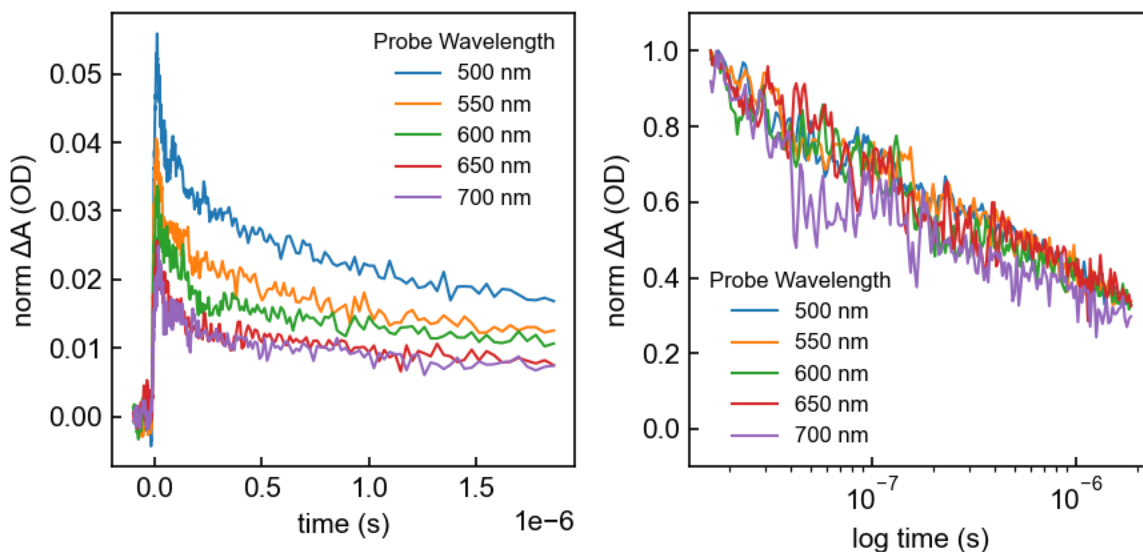 norm ΔA (OD)
0.05
0.04
0.03
0.02
0.01
0.00
Probe Wavelength
500 nm
550 nm
600 nm
650 nm
700 nm
0.0 0.5 1.0 1.5
1e-6
time (s)
norm ΔA (OD)
1.0
0.8
0.6
0.4
0.2
0.0
Probe Wavelength
500 nm
550 nm
600 nm
650 nm
700 nm
10⁻⁷ 10⁻⁶
log time (s)